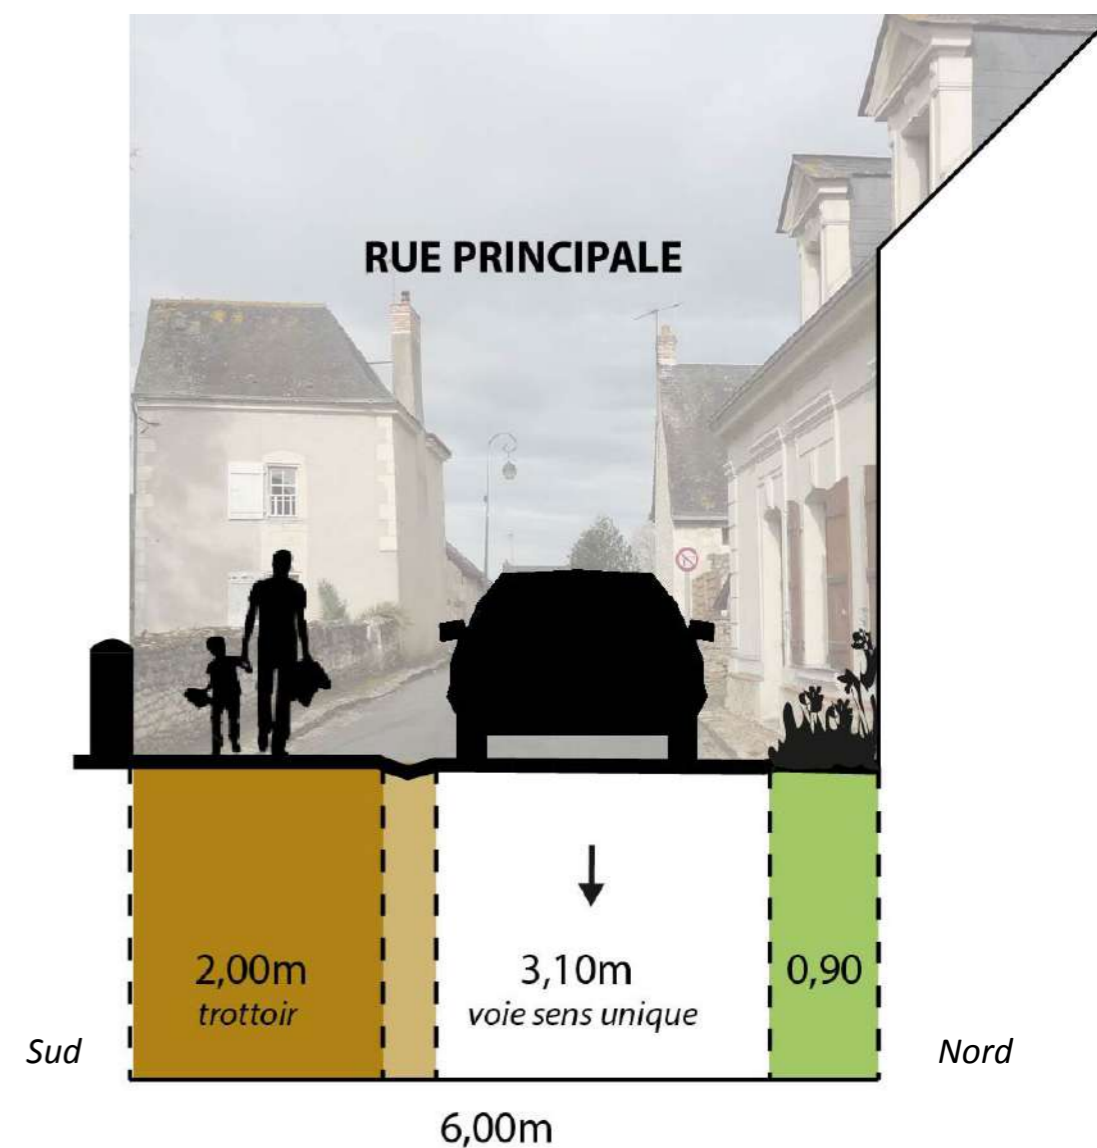 RUE PRINCIPALE
2,00m
trottoir
3,10m
voie sens unique
0,90
Sud
Nord
6,00m